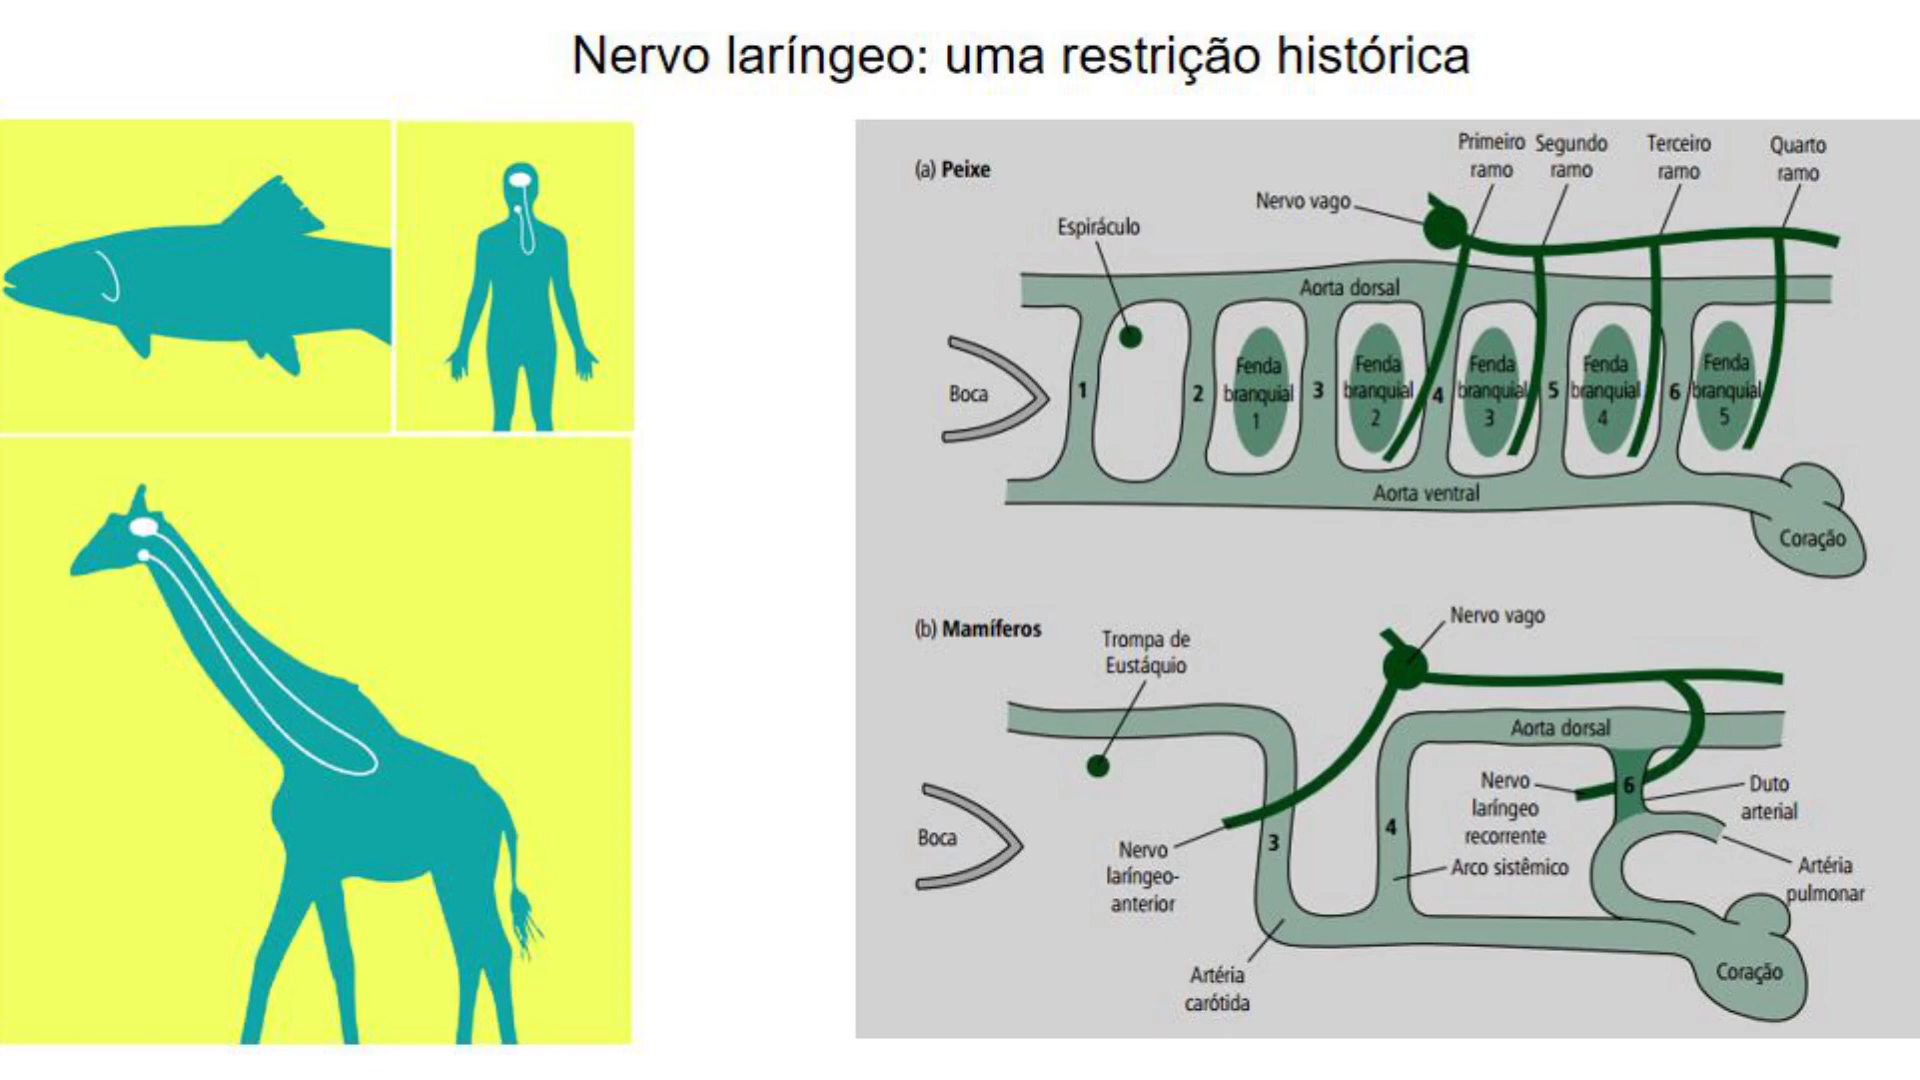 Nervo laríngeo: uma restrição histórica
(a) Peixe
Primeiro
ramo
Segundo
ramo
Terceiro
ramo
Quarto
ramo
Nervo vago
Espiráculo
Aorta dorsal
Boca
1
2
Fenda
branquial
1
3
Fenda
branquial
2
4
Fenda
branquial
3
5
Fenda
branquial
4
6
Fenda
branquial
5
Aorta ventral
Coração
(b) Mamíferos
Nervo vago
Trompa de
Eustáquio
Aorta dorsal
Nervo
laríngeo
recorrente
6
Duto
arterial
Boca
Nervo
laríngeo-
anterior
3
4
Arco sistêmico
Artéria
pulmonar
Artéria
carótida
Coração